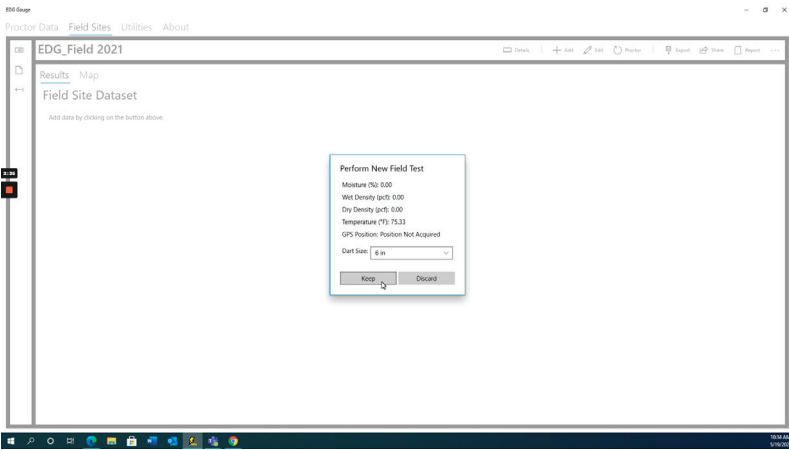 EDG Gauge
Proctor Data Field Sites Utilities About
EDG_Field 2021
Details Add Edit Proctor Export Share Report
Results Map
Field Site Dataset
Add data by clicking on the button above.
Perform New Field Test
Moisture (%): 0.00
Wet Density (pcf): 0.00
Dry Density (pcf): 0.00
Temperature (°F): 75.33
GPS Position: Position Not Acquired
Dart Size: 6 in
Keep Discard
10:34 AM